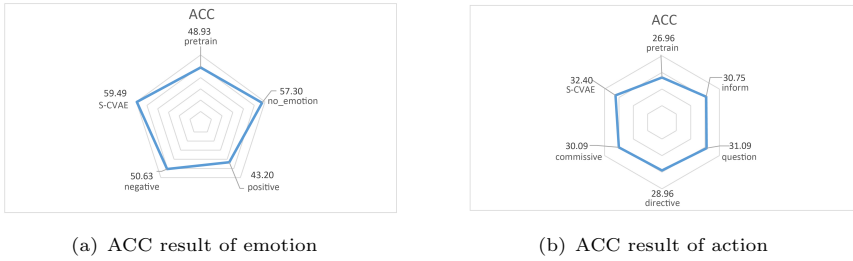 ACC
48.93
pretrain
57.30
no_emotion
43.20
positive
50.63
negative
59.49
S-CVAE
(a) ACC result of emotion
ACC
26.96
pretrain
30.75
inform
31.09
question
28.96
directive
30.09
commissive
32.40
S-CVAE
(b) ACC result of action